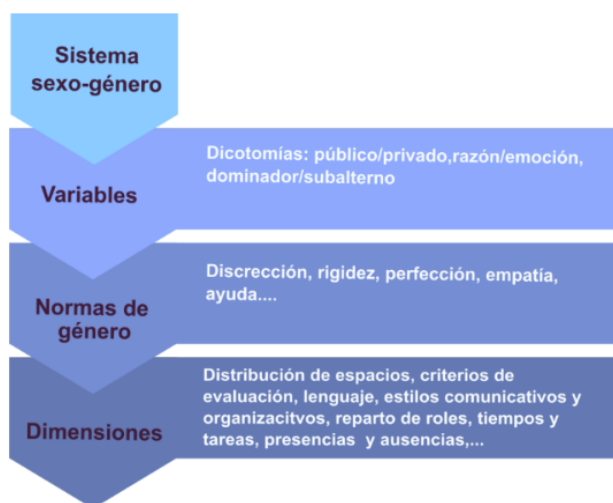 Sistema
sexo-género
Variables
Dicotomías: público/privado,razón/emoción,
dominador/subalterno
Normas de
género
Discrección, rigidez, perfección, empatía,
ayuda....
Dimensiones
Distribución de espacios, criterios de
evaluación, lenguaje, estilos comunicativos y
organizacitvos, reparto de roles, tiempos y
tareas, presencias  y ausencias,...